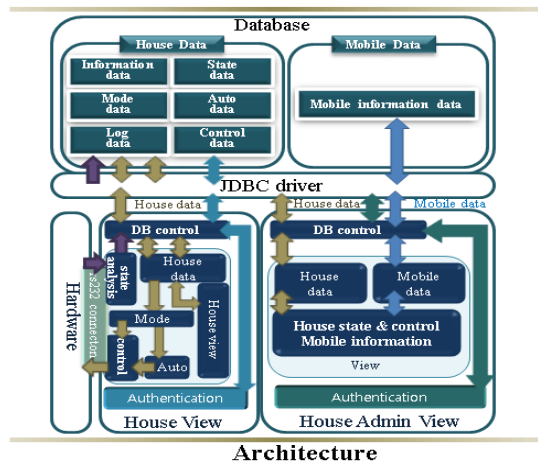 Database
House Data
Mobile Data
Information
data
State
data
Mode
data
Auto
data
Log
data
Control
data
Mobile information data
JDBC driver
House data
House data
Mobile data
DB control
DB control
Hardware
rs232 connecton
state
analysis
House
data
House view
Mode
control
Auto
Authentication
House View
House
data
Mobile
data
House state & control
Mobile information
View
Authentication
House Admin View
Architecture